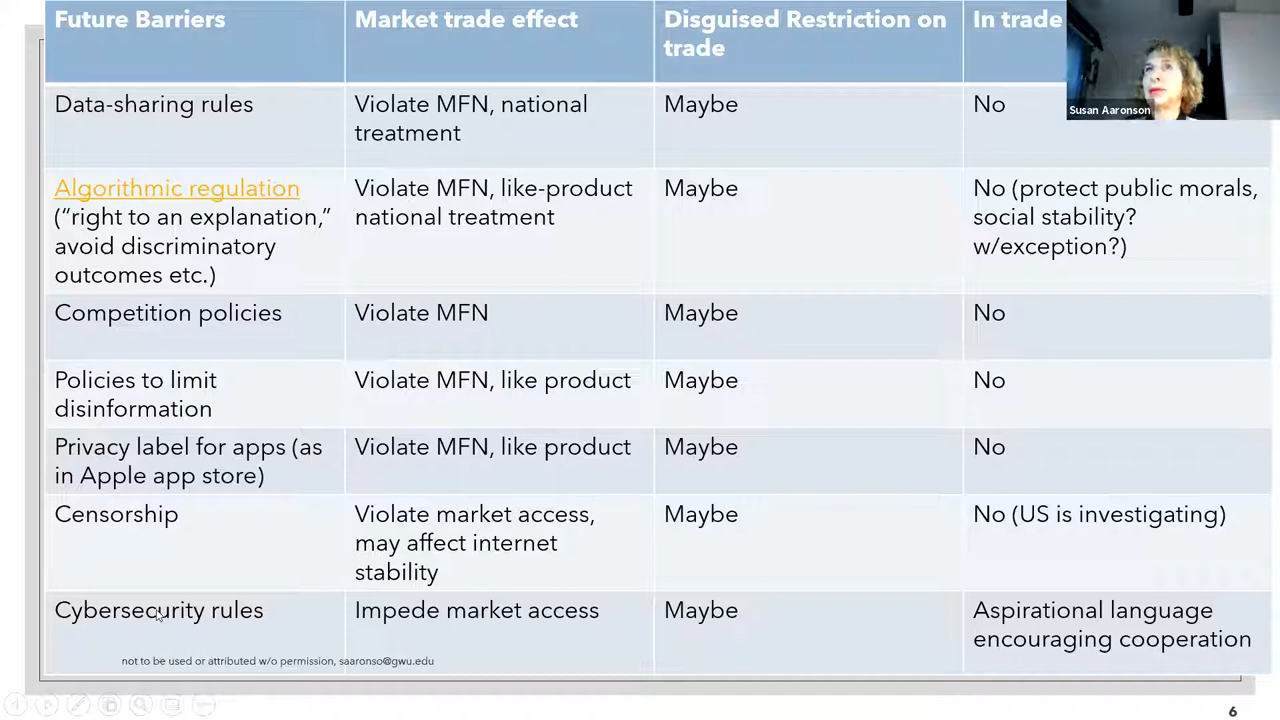 Future Barriers
Market trade effect
Disguised Restriction on
trade
In trade
Susan Aaronson
Data-sharing rules
Violate MFN, national
treatment
Maybe
No
Algorithmic regulation
(“right to an explanation,”
avoid discriminatory
outcomes etc.)
Violate MFN, like-product
national treatment
Maybe
No (protect public morals,
social stability?
w/exception?)
Competition policies
Violate MFN
Maybe
No
Policies to limit
disinformation
Violate MFN, like product
Maybe
No
Privacy label for apps (as
in Apple app store)
Violate MFN, like product
Maybe
No
Censorship
Violate market access,
may affect internet
stability
Maybe
No (US is investigating)
Cybersecurity rules
Impede market access
Maybe
Aspirational language
encouraging cooperation
not to be used or attributed w/o permission, saaronso@gwu.edu
6